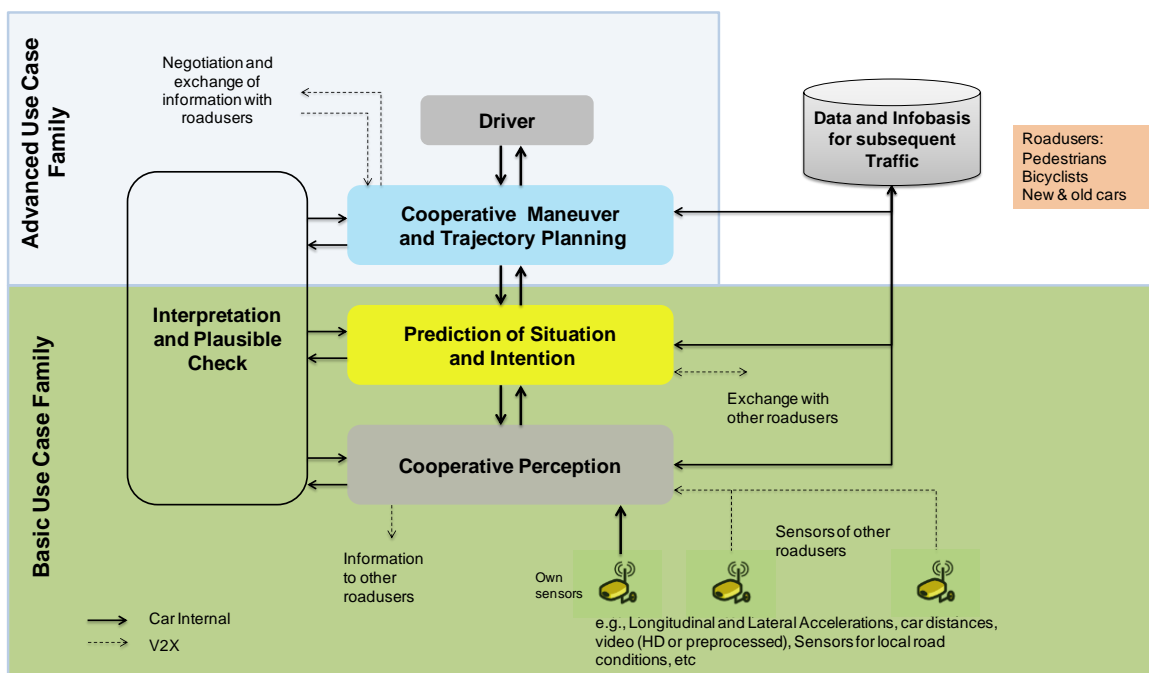 Advanced Use Case
Family
Negotiation and
exchange of
information with
roadusers
Driver
Data and Infobasis
for subsequent
Traffic
Roadusers:
Pedestrians
Bicyclists
New & old cars
Cooperative Maneuver
and Trajectory Planning
Basic Use Case Family
Interpretation
and Plausible
Check
Prediction of Situation
and Intention
Exchange with
other roadusers
Cooperative Perception
Information
to other
roadusers
Own
sensors
Sensors of other
roadusers
e.g., Longitudinal and Lateral Accelerations, car distances,
video (HD or preprocessed), Sensors for local road
conditions, etc
Car Internal
V2X